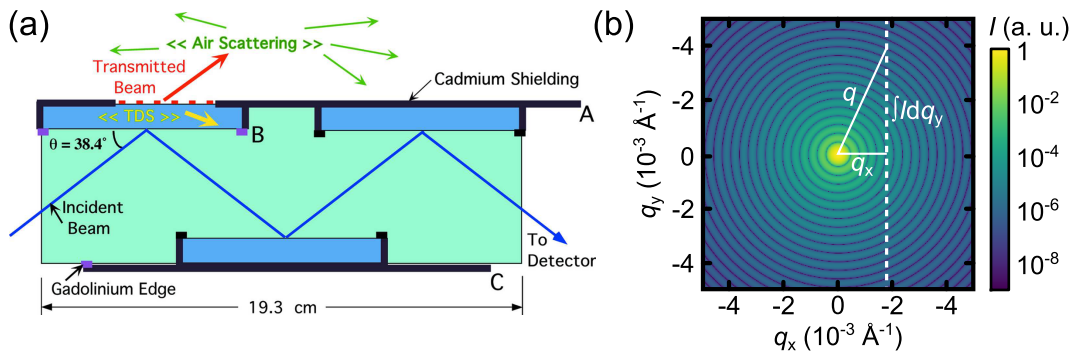 (a)
<< Air Scattering >>
Transmitted
Beam
Cadmium Shielding
A
<< TDS >>
B
θ = 38.4°
Incident
Beam
To
Detector
C
Gadolinium Edge
19.3 cm
(b)
I (a. u.)
-4
-2
0
-2
-4
q
∫Idqy
qx
1
10-2
10-4
10-6
10-8
qy (10-3 Å-1)
-4 -2 0 -2 -4
qx (10-3 Å-1)